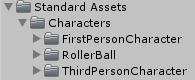 Standard Assets
Characters
FirstPersonCharacter
RollerBall
ThirdPersonCharacter